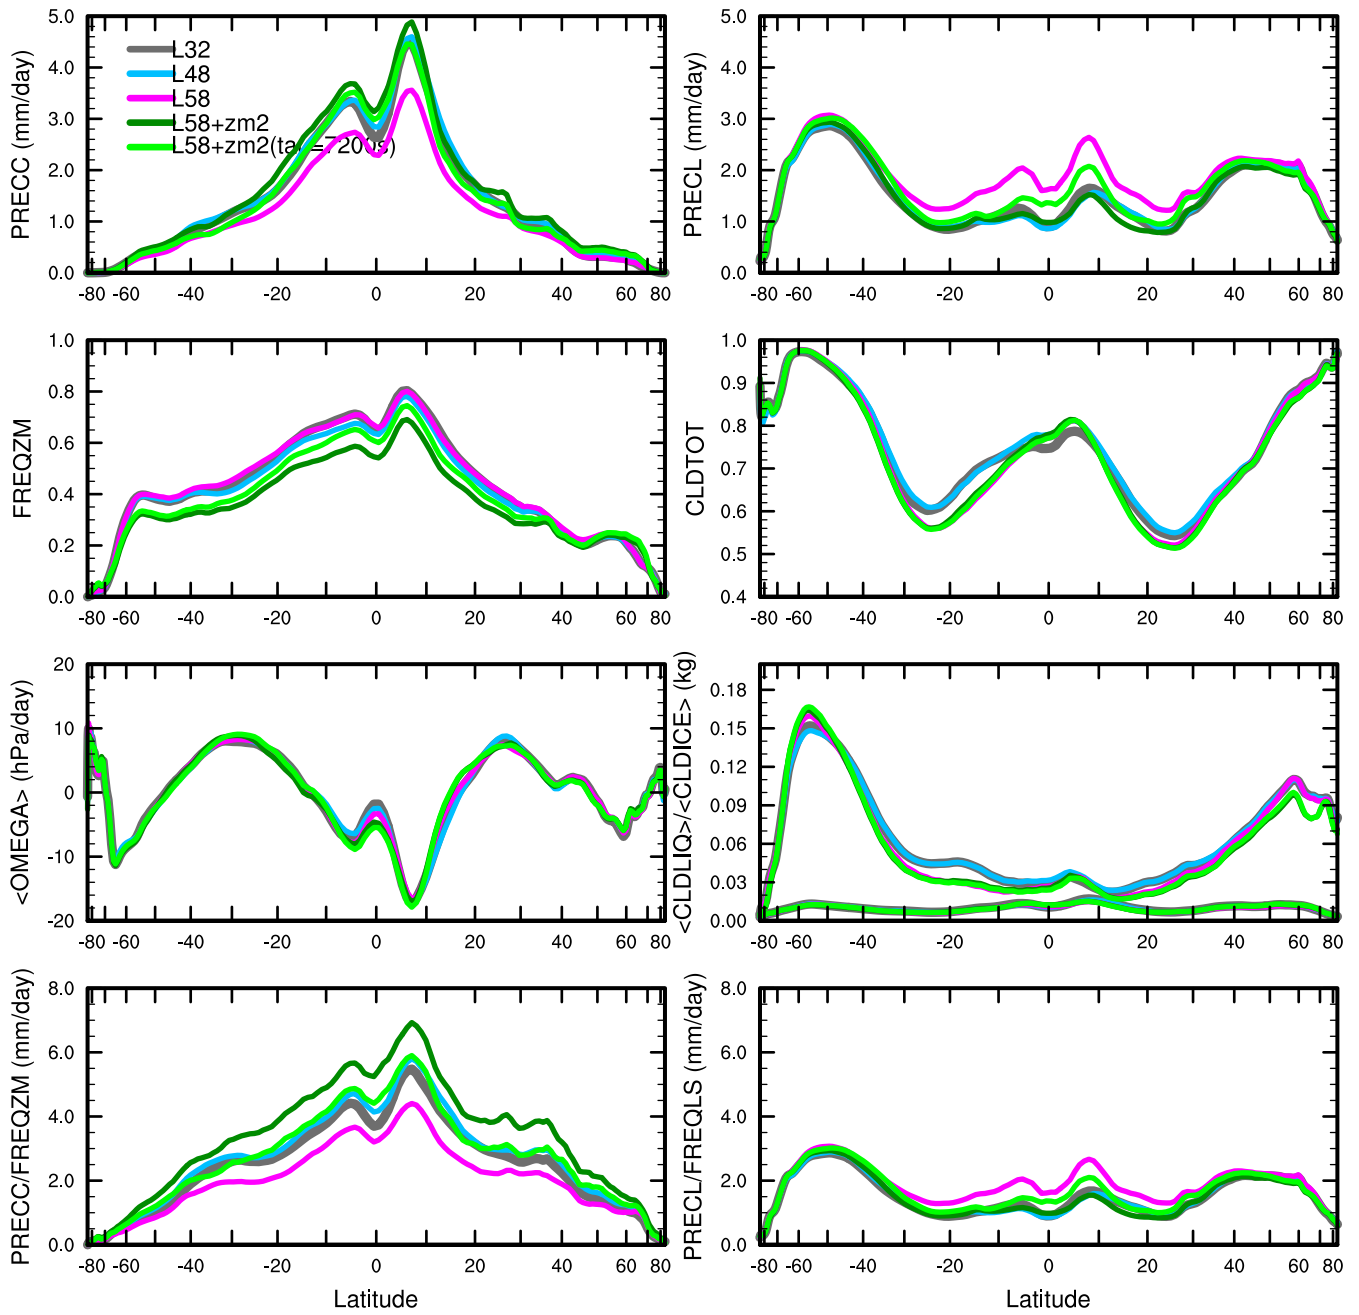 PRECC (mm/day)
5.0
4.0
3.0
2.0
1.0
0.0
L32
L48
L58
L58+zm2
L58+zm2(tau=7200s)
-80 -60 -40 -20 0 20 40 60 80
PRECL (mm/day)
5.0
4.0
3.0
2.0
1.0
0.0
-80 -60 -40 -20 0 20 40 60 80
FREQZM
1.0
0.8
0.6
0.4
0.2
0.0
-80 -60 -40 -20 0 20 40 60 80
CLDTOT
1.0
0.9
0.8
0.7
0.6
0.5
0.4
-80 -60 -40 -20 0 20 40 60 80
<OMEGA> (hPa/day)
20
10
0
-10
-20
-80 -60 -40 -20 0 20 40 60 80
<CLDLIQ>/<CLDICE> (kg)
0.18
0.15
0.12
0.09
0.06
0.03
0.00
-80 -60 -40 -20 0 20 40 60 80
PRECC/FREQZM (mm/day)
8.0
6.0
4.0
2.0
0.0
-80 -60 -40 -20 0 20 40 60 80
Latitude
PRECL/FREQLS (mm/day)
8.0
6.0
4.0
2.0
0.0
-80 -60 -40 -20 0 20 40 60 80
Latitude